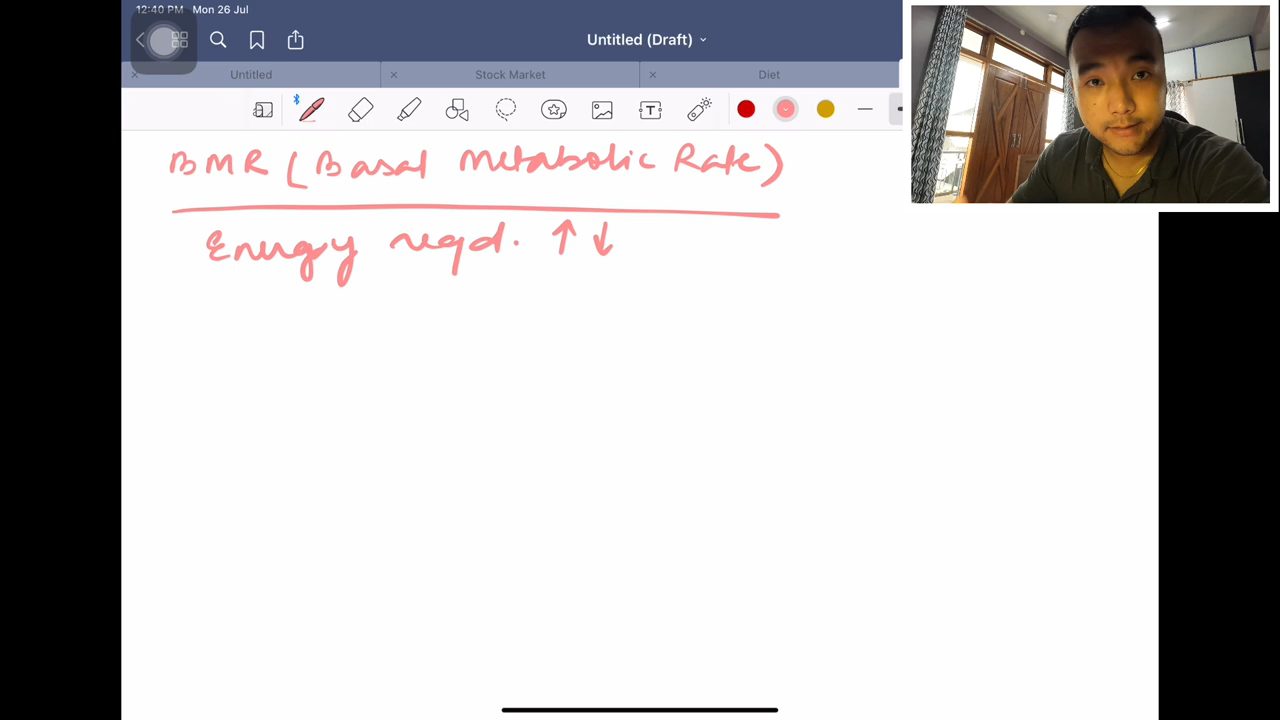 12:40 PM Mon 26 Jul
Untitled (Draft)
Untitled
Stock Market
Diet
T
BMR (Basal Metabolic Rate)
Energy reqd. ↑ ↓